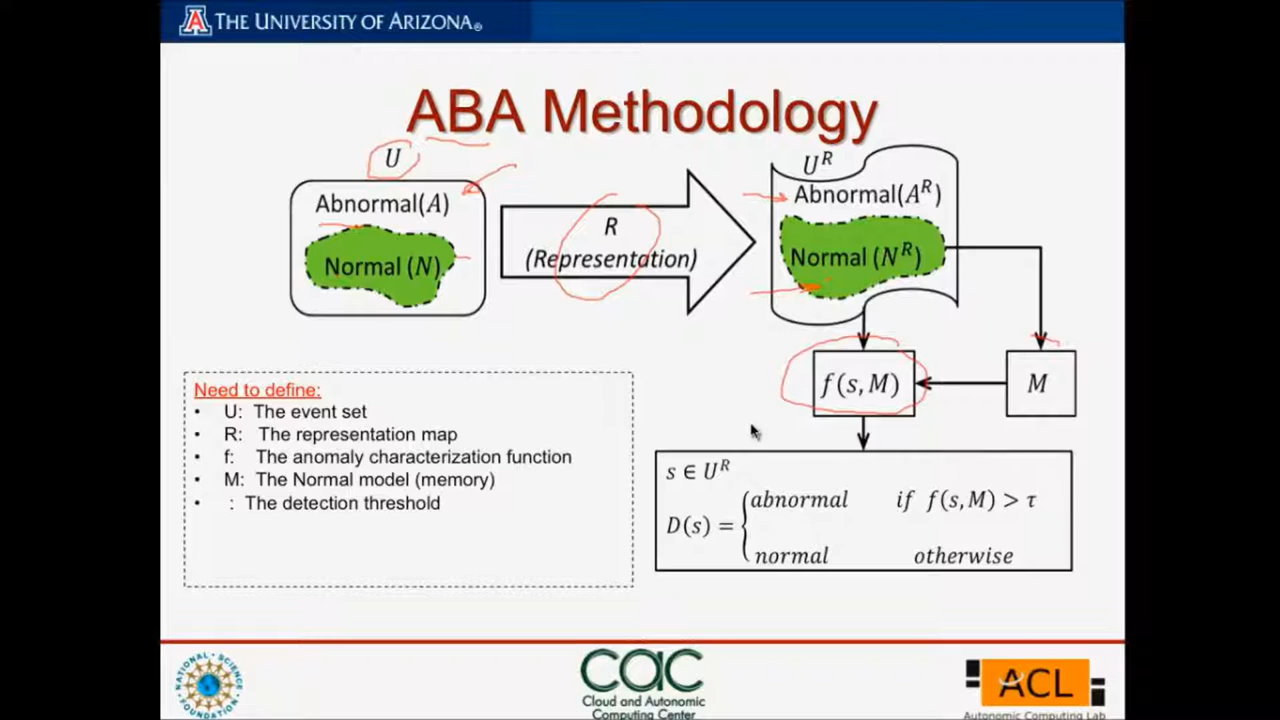 THE UNIVERSITY OF ARIZONA®
ABA Methodology
U
Abnormal(A)
Normal (N)
R
(Representation)
U^R
Abnormal(A^R)
Normal (N^R)
f(s, M)
M
Need to define:
• U: The event set
• R: The representation map
• f: The anomaly characterization function
• M: The Normal model (memory)
• : The detection threshold
s ∈ U^R
D(s) = { abnormal if f(s, M) > τ
normal otherwise
NATIONAL SCIENCE FOUNDATION
cac
Cloud and Autonomic
Computing Center
ACL
Autonomic Computing Lab